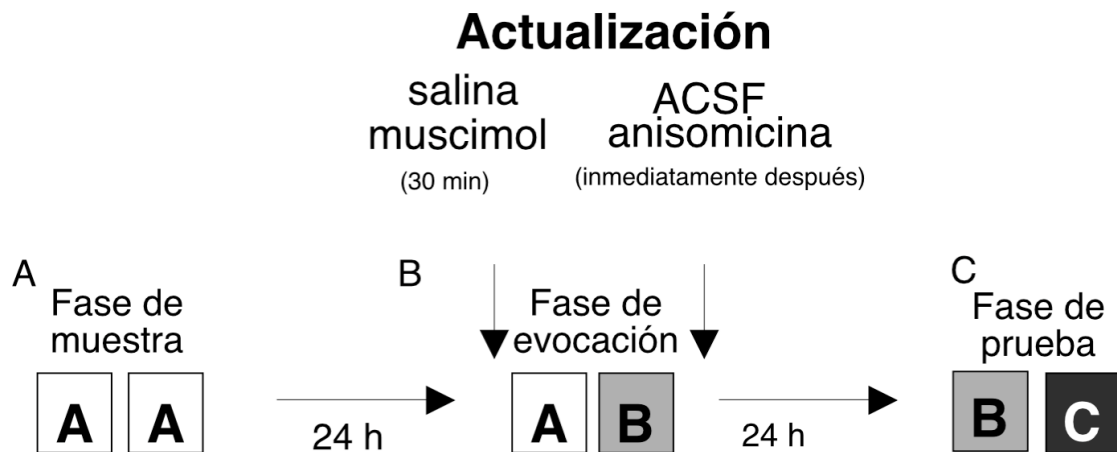 Actualización
salina
muscimol
(30 min)
ACSF
anisomicina
(inmediatamente después)
A
Fase de
muestra
A A
24 h
B
Fase de
evocación
A B
24 h
C
Fase de
prueba
B C